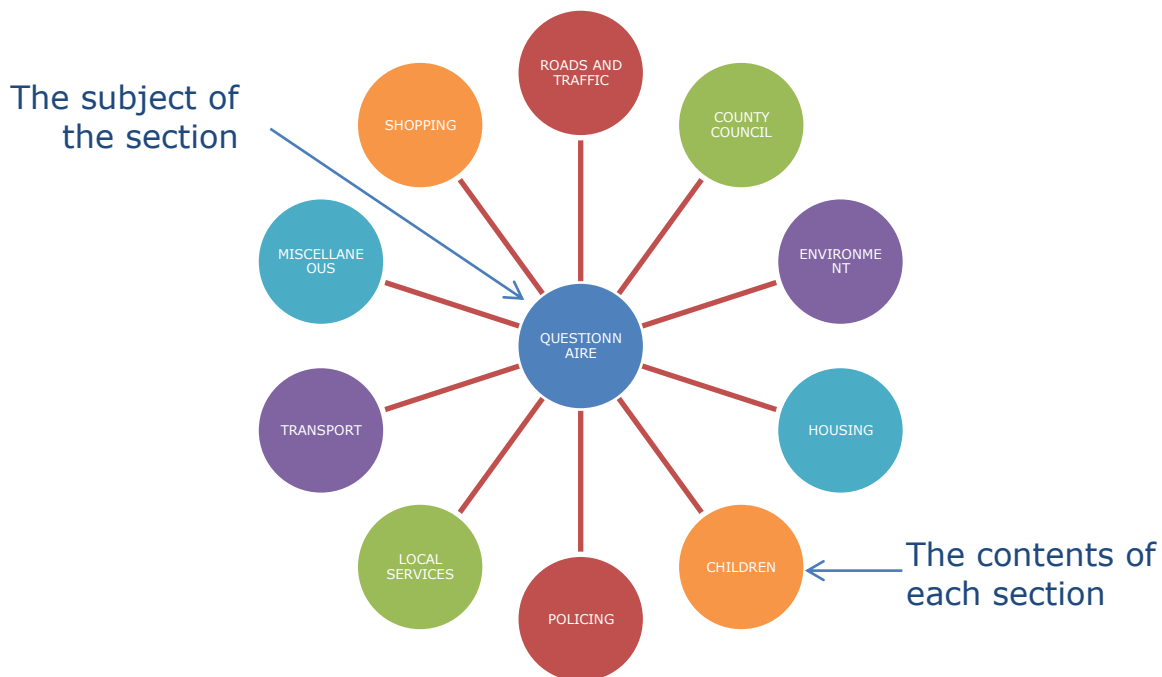 ROADS AND
TRAFFIC
SHOPPING
COUNTY
COUNCIL
The subject of
the section
MISCELLANE
OUS
ENVIRONME
NT
QUESTIONN
AIRE
TRANSPORT
HOUSING
LOCAL
SERVICES
CHILDREN
The contents of
each section
POLICING